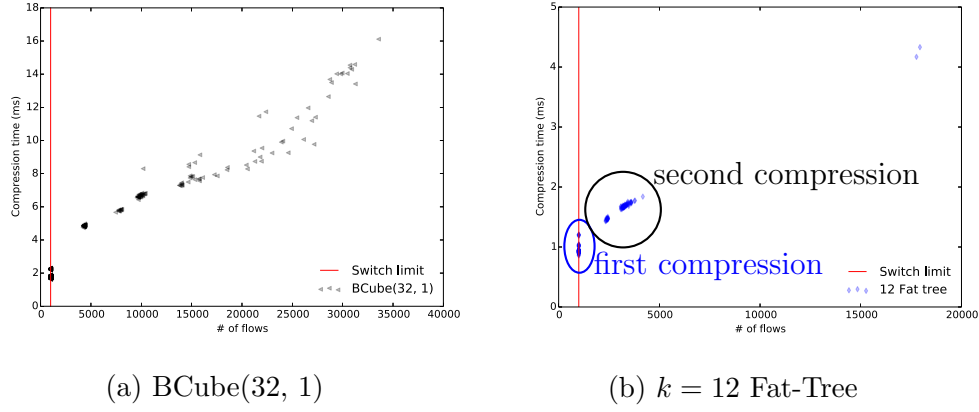 18
16
14
12
10
8
6
4
2
0
Compression time (ms)
0 5000 10000 15000 20000 25000 30000 35000 40000
# of flows
Switch limit
BCube(32, 1)
(a) BCube(32, 1)
5
4
3
2
1
0
Compression time (ms)
second compression
first compression
0 5000 10000 15000 20000
# of flows
Switch limit
12 Fat tree
(b) k = 12 Fat-Tree